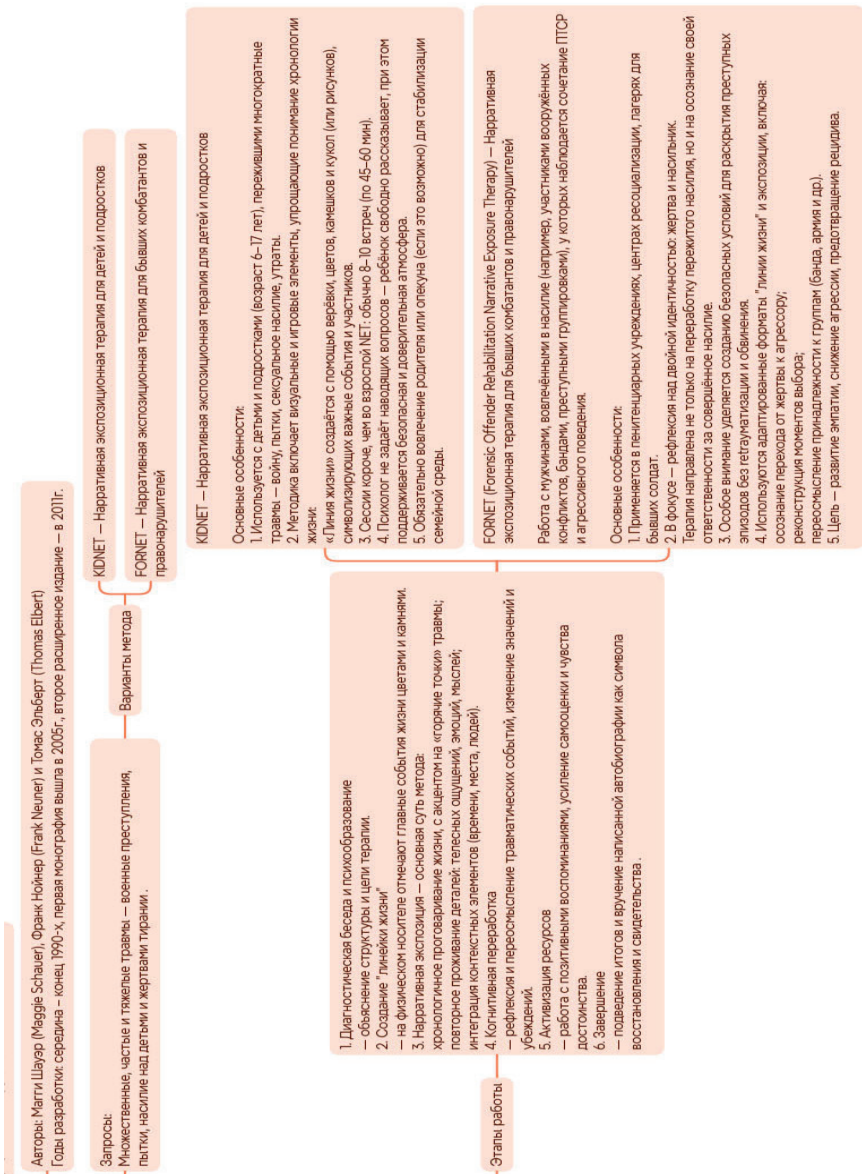 Авторы: Магги Шауэр (Maggie Schauer), Франк Нойнер (Frank Neuner) и Томас Эльберт (Thomas Elbert)
Годы разработки: середина – конец 1990-х, первая монография вышла в 2005г., второе расширенное издание – в 2011г.
Запросы:
Множественные, частые и тяжелые травмы – военные преступления,
пытки, насилие над детьми и жертвами тирании .
Варианты метода
KIDNET — Нарративная экспозиционная терапия для детей и подростков
FORNET — Нарративная экспозиционная терапия для бывших комбатантов и
правонарушителей
Этапы работы
1. Диагностическая беседа и психообразование
– объяснение структуры и цели терапии.
2. Создание "линейки жизни"
– на физическом носителе отмечают главные события жизни цветами и камнями.
3. Нарративная экспозиция – основная суть метода:
хронологичное проговаривание жизни, с акцентом на «горячие точки» травмы;
повторное проживание деталей: телесных ощущений, эмоций, мыслей;
интеграция контекстных элементов (времени, места, людей).
4. Когнитивная переработка
– рефлексия и переосмысление травматических событий, изменение значений и
убеждений.
5. Активизация ресурсов
– работа с позитивными воспоминаниями, усиление самооценки и чувства
достоинства.
6. Завершение
– подведение итогов и вручение написанной автобиографии как символа
восстановления и свидетельства .
KIDNET — Нарративная экспозиционная терапия для детей и подростков
Основные особенности:
1. Используется с детьми и подростками (возраст 6–17 лет), пережившими многократные
травмы — войну, пытки, сексуальное насилие, утраты.
2. Методика включает визуальные и игровые элементы, упрощающие понимание хронологии
жизни:
«Линия жизни» создаётся с помощью верёвки, цветов, камешков и кукол (или рисунков),
символизирующих важные события и участников.
3. Сессии короче, чем во взрослой NET: обычно 8–10 встреч (по 45–60 мин).
4. Психолог не задаёт наводящих вопросов — ребёнок свободно рассказывает, при этом
поддерживается безопасная и доверительная атмосфера.
5. Обязательно вовлечение родителя или опекуна (если это возможно) для стабилизации
семейной среды.
FORNET (Forensic Offender Rehabilitation Narrative Exposure Therapy) — Нарративная
экспозиционная терапия для бывших комбатантов и правонарушителей
Работа с мужчинами, вовлечёнными в насилие (например, участниками вооружённых
конфликтов, бандами, преступными группировками), у которых наблюдается сочетание ПТСР
и агрессивного поведения.
Основные особенности:
1. Применяется в пенитенциарных учреждениях, центрах ресоциализации, лагерях для
бывших солдат.
2. В фокусе — рефлексия над двойной идентичностью: жертва и насильник.
Терапия направлена не только на переработку пережитого насилия, но и на осознание своей
ответственности за совершённое насилие.
3. Особое внимание уделяется созданию безопасных условий для раскрытия преступных
эпизодов без retrаумatизации и обвинения.
4. Используются адаптированные форматы "линии жизни" и экспозиции, включая:
осознание перехода от жертвы к агрессору;
реконструкция моментов выбора;
переосмысление принадлежности к группам (банда, армия и др.).
5. Цель — развитие эмпатии, снижение агрессии, предотвращение рецидива.